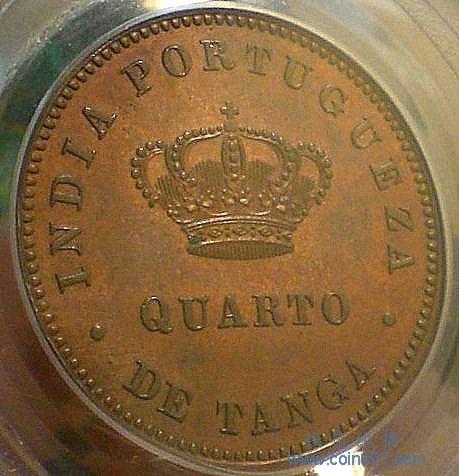 INDIA PORTUGUEZA
QUARTO
DE TANGA